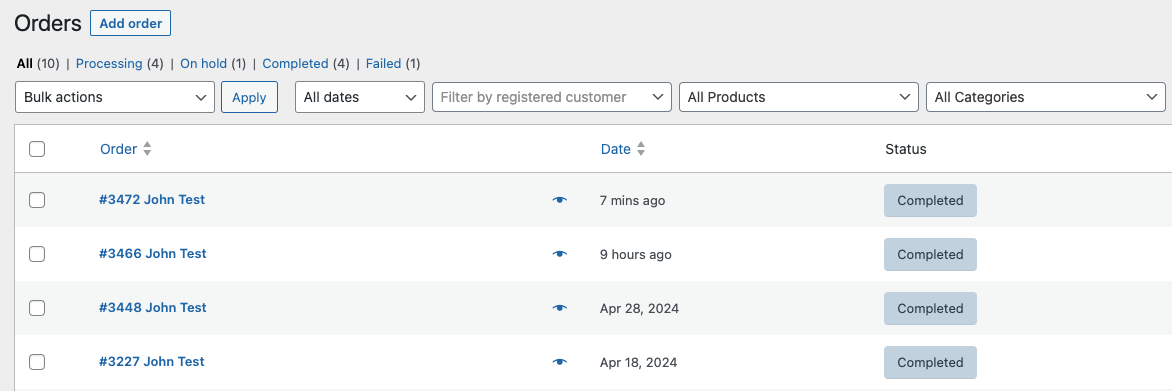 Orders Add order
All (10) | Processing (4) | On hold (1) | Completed (4) | Failed (1)
Bulk actions Apply All dates Filter by registered customer All Products All Categories
Order Date Status
#3472 John Test 7 mins ago Completed
#3466 John Test 9 hours ago Completed
#3448 John Test Apr 28, 2024 Completed
#3227 John Test Apr 18, 2024 Completed